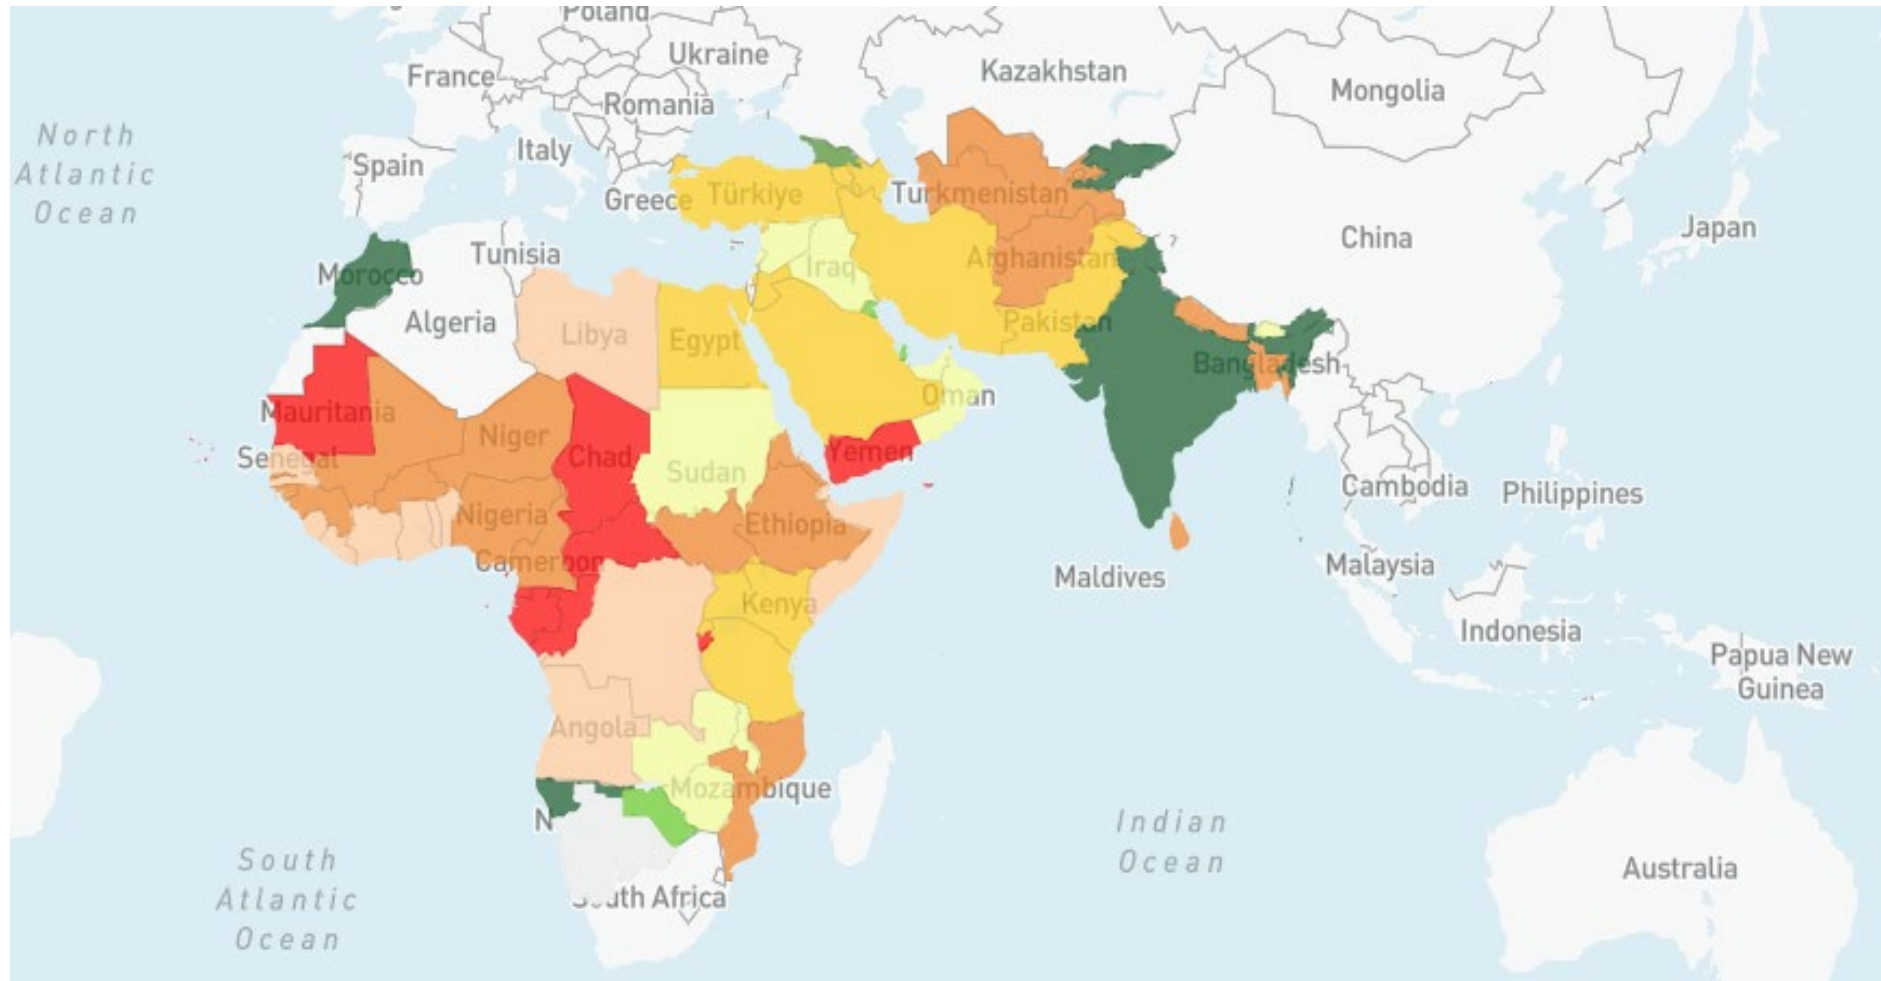 Poland
Ukraine
France
Kazakhstan
Mongolia
Romania
North
Atlantic
Ocean
Italy
Spain
Türkiye
Turkmenistan
Greece
Japan
China
Tunisia
Morocco
Iraq
Afghanistan
Algeria
Libya
Egypt
Pakistan
Bangladesh
Oman
Mauritania
Niger
Senegal
Chad
Sudan
Yemen
Nigeria
Ethiopia
Cambodia
Philippines
Cameroon
Maldives
Malaysia
Kenya
Indonesia
Papua New
Guinea
Angola
Mozambique
N
Indian
Ocean
South
Atlantic
Ocean
South Africa
Australia
?